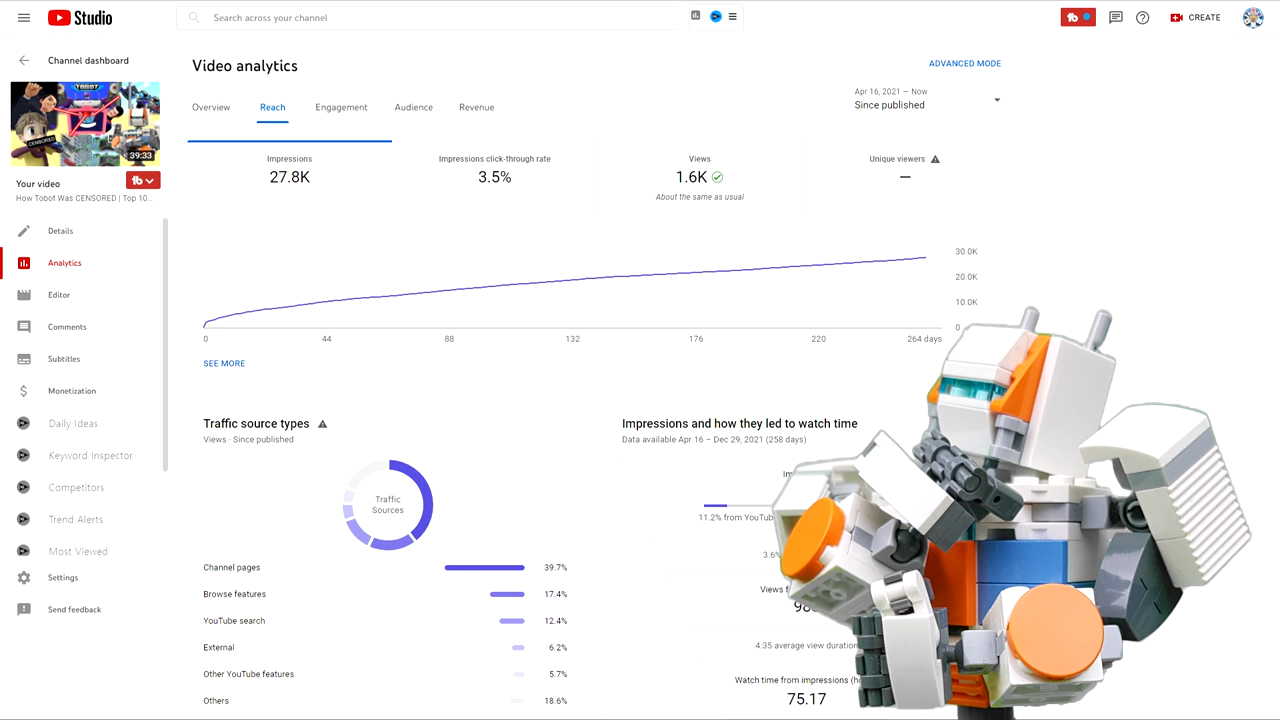 Studio
Search across your channel
CREATE
Channel dashboard
TOBOT
CENSORED
39:33
Your video
How Tobot Was CENSORED | Top 10...
Details
Analytics
Editor
Comments
Subtitles
Monetization
Daily Ideas
Keyword Inspector
Competitors
Trend Alerts
Most Viewed
Settings
Send feedback
Video analytics
ADVANCED MODE
Overview
Reach
Engagement
Audience
Revenue
Apr 16, 2021 — Now
Since published
Impressions
27.8K
Impressions click-through rate
3.5%
Views
1.6K
About the same as usual
Unique viewers
—
30.0K
20.0K
10.0K
0
0 44 88 132 176 220 264 days
SEE MORE
Traffic source types
Views · Since published
Traffic
Sources
Channel pages 39.7%
Browse features 17.4%
YouTube search 12.4%
External 6.2%
Other YouTube features 5.7%
Others 18.6%
Impressions and how they led to watch time
Data available Apr 16 – Dec 29, 2021 (258 days)
11.2% from YouTub
3.6%
Views
4:35 average view duration
Watch time from impressions (ho
75.17